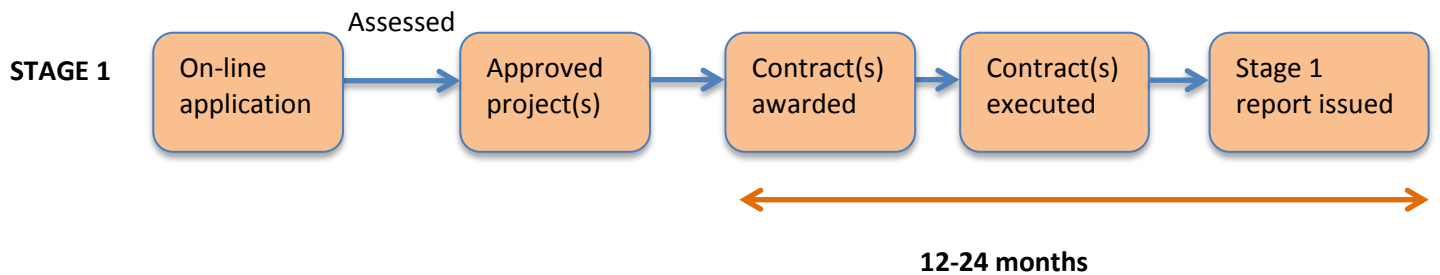 Assessed
STAGE 1
On-line
application
Approved
project(s)
Contract(s)
awarded
Contract(s)
executed
Stage 1
report issued
12-24 months